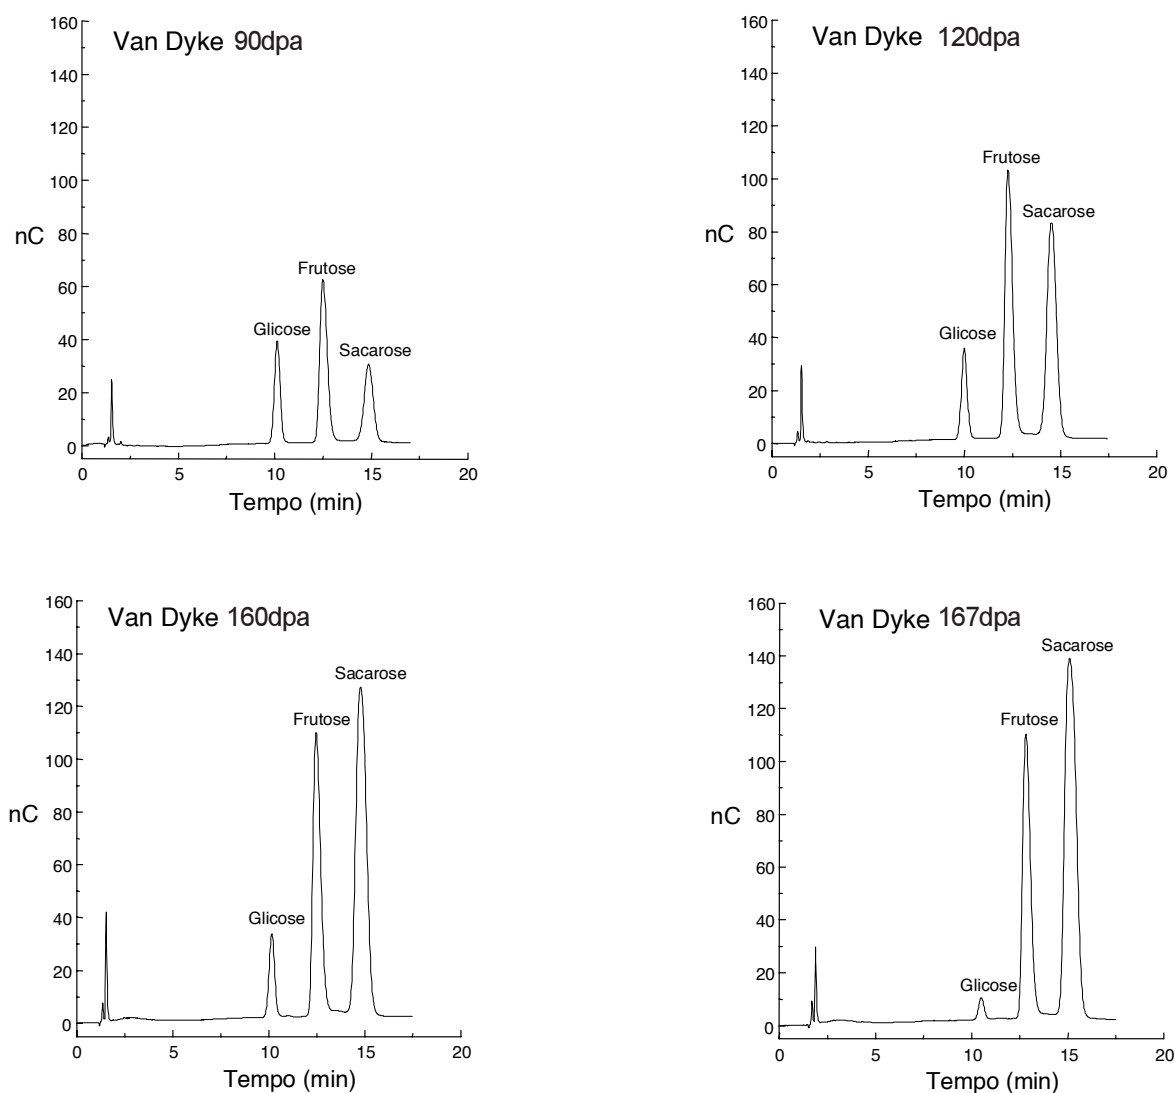 Van Dyke 90dpa
160
140
120
100
80
60
40
20
0
nC
Glicose
Frutose
Sacarose
0 5 10 15 20
Tempo (min)
Van Dyke 120dpa
160
140
120
100
80
60
40
20
0
nC
Glicose
Frutose
Sacarose
0 5 10 15 20
Tempo (min)
Van Dyke 160dpa
160
140
120
100
80
60
40
20
0
nC
Glicose
Frutose
Sacarose
0 5 10 15 20
Tempo (min)
Van Dyke 167dpa
160
140
120
100
80
60
40
20
0
nC
Glicose
Frutose
Sacarose
0 5 10 15 20
Tempo (min)